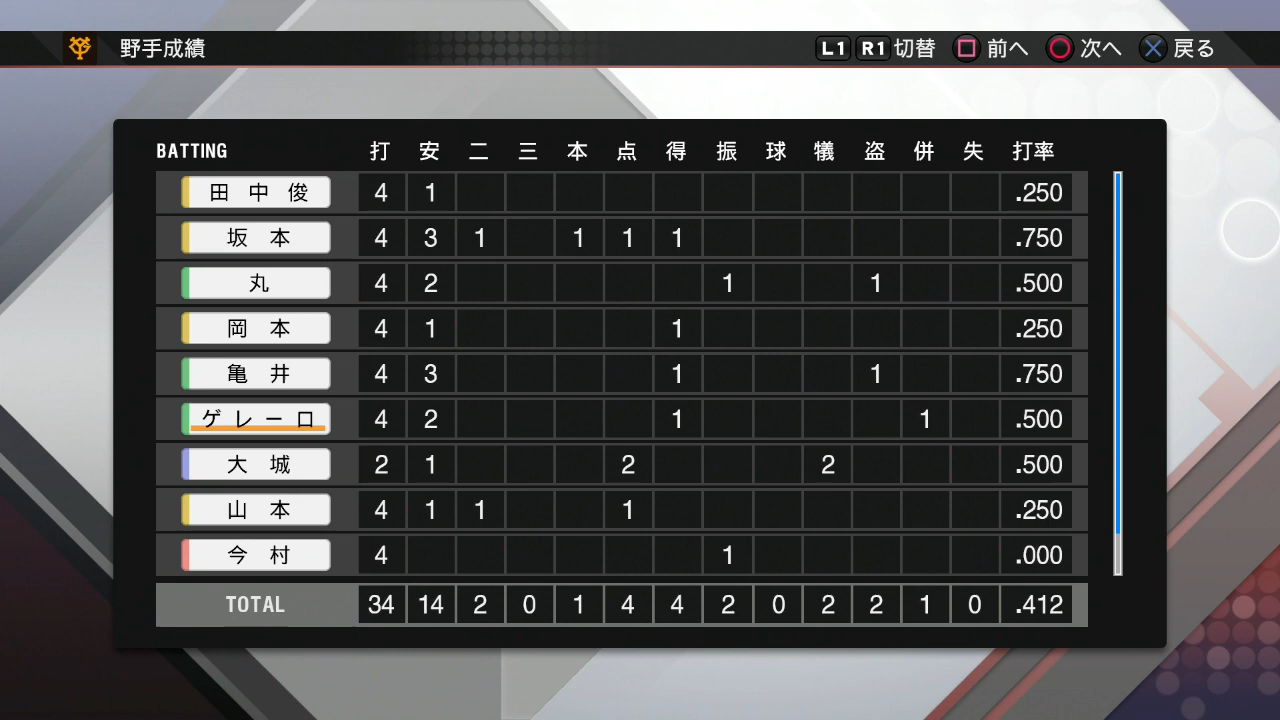 野手成績 L1 R1 切替 前へ 次へ 戻る
BATTING 打 安 二 三 本 点 得 振 球 犠 盗 併 失 打率
田中俊 4 1 .250
坂本 4 3 1 1 1 1 .750
丸 4 2 1 1 .500
岡本 4 1 1 .250
亀井 4 3 1 1 .750
ゲレーロ 4 2 1 1 .500
大城 2 1 2 2 .500
山本 4 1 1 1 .250
今村 4 1 .000
TOTAL 34 14 2 0 1 4 4 2 0 2 2 1 0 .412